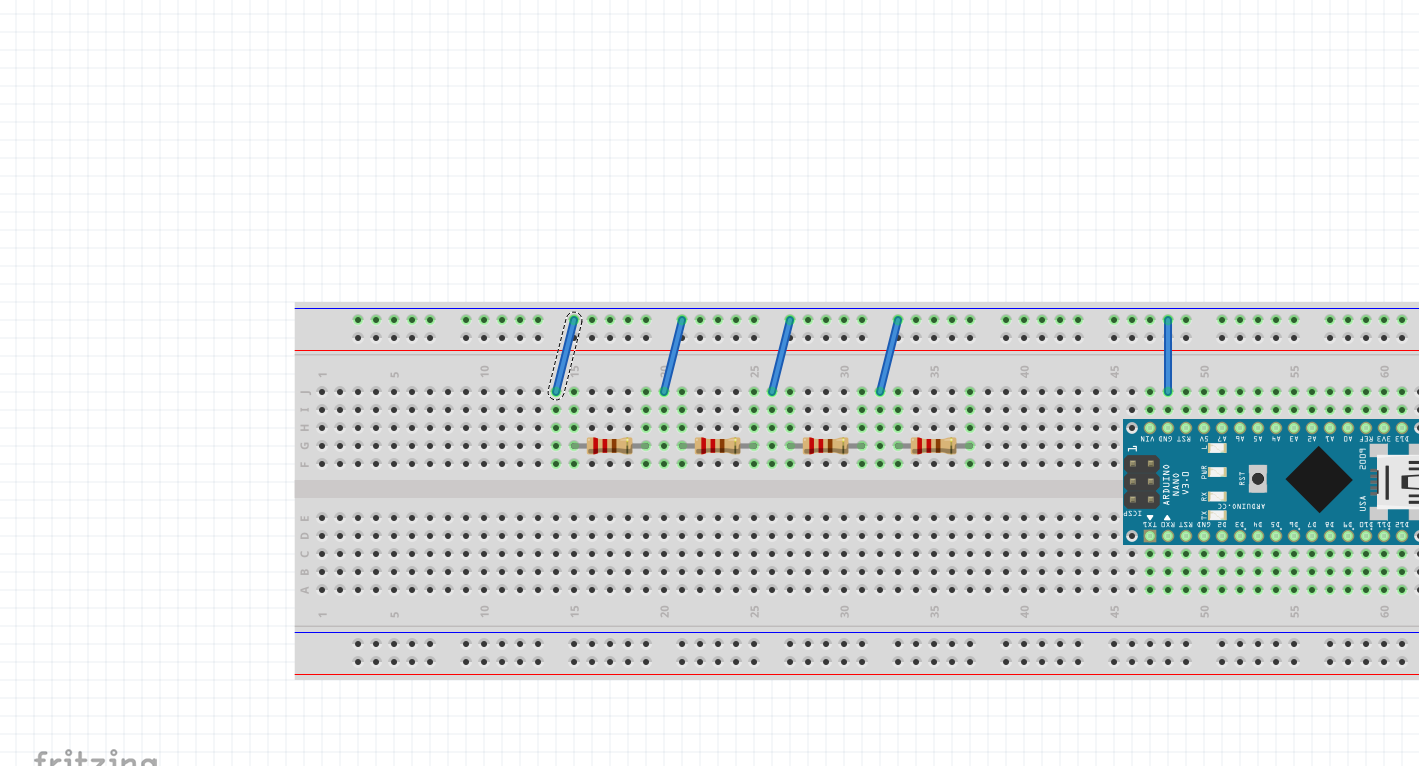 1 5 10 15 20 25 30 35 40 45 50 55 60
J
I
H
G
F
VIN GND RST 5V A7 A6 A5 A4 A3 A2 A1 A0 REF 3V3 D13
1
L
PWR
RX
TX
RST
ARDUINO
NANO
V3.0
ARDUINO.CC
ICSP
USA
TX1 RX0 RST GND D2 D3 D4 D5 D6 D7 D8 D9 D10 D11 D12
E
D
C
B
A
1 5 10 15 20 25 30 35 40 45 50 55 60
fritzing